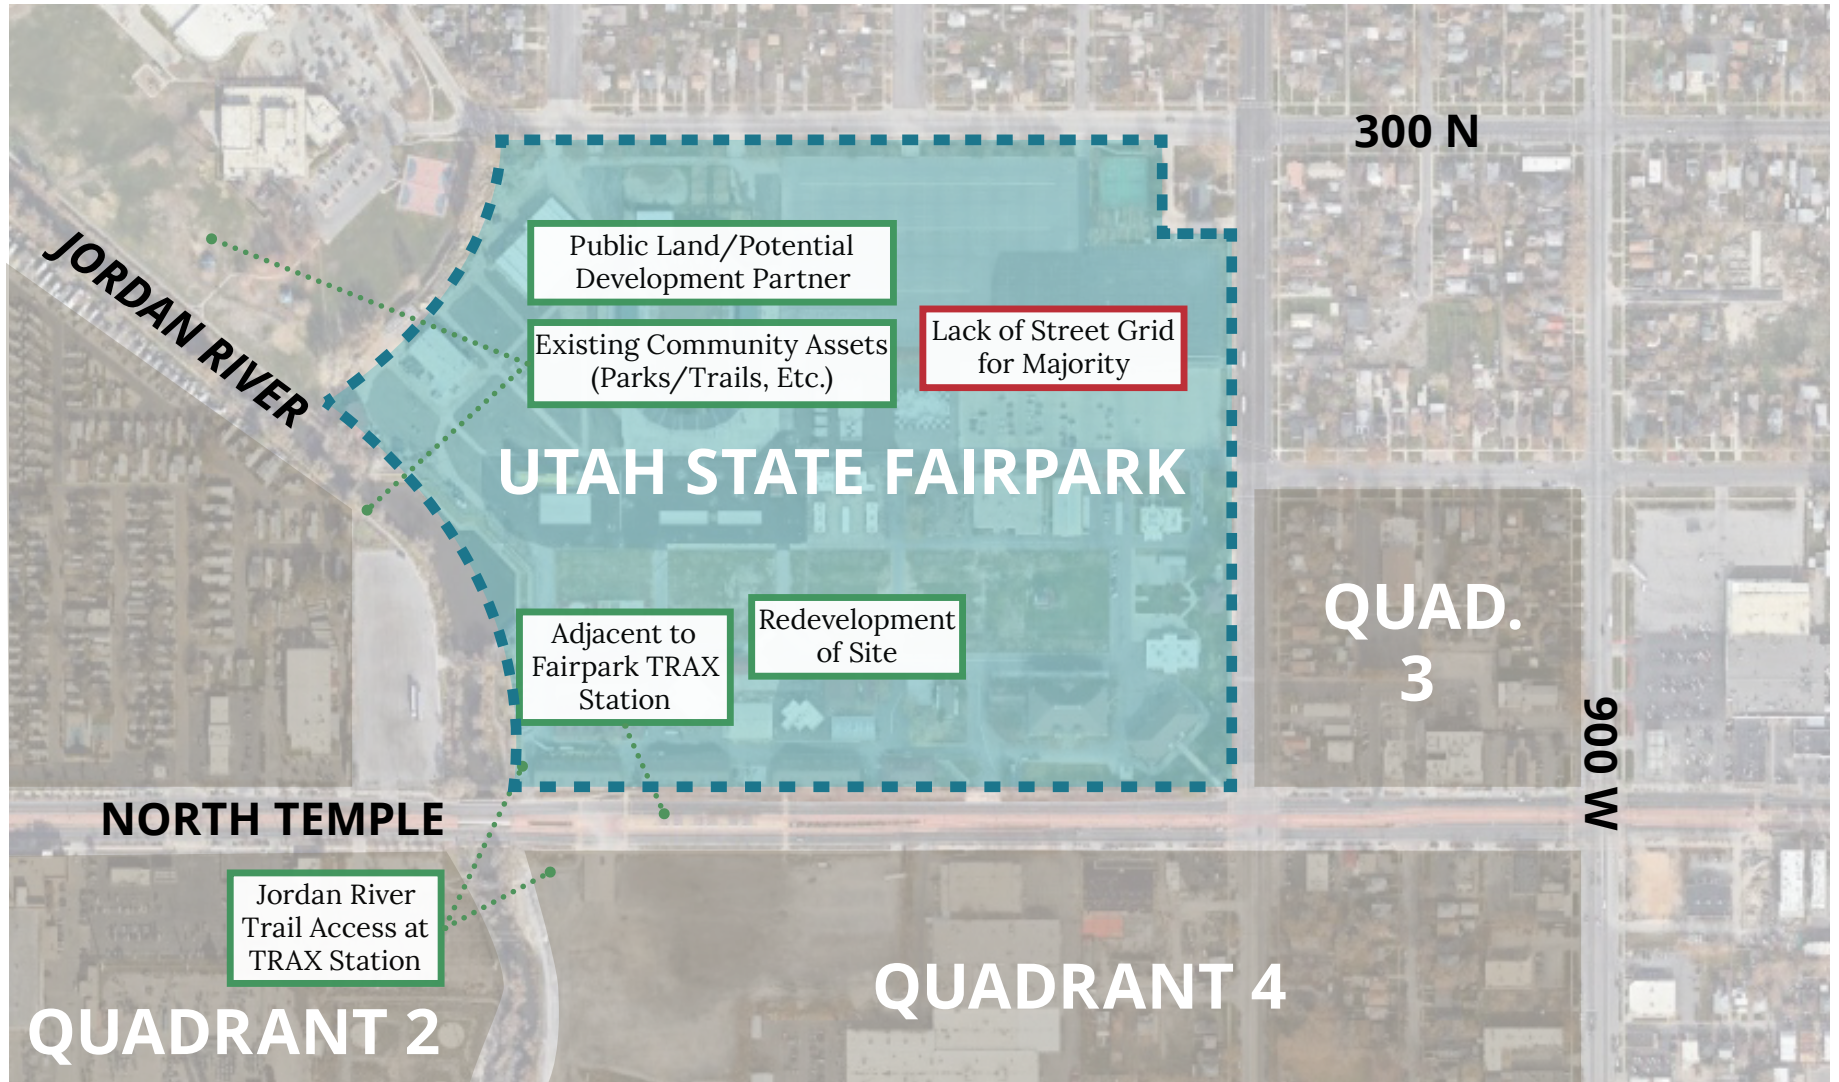 300 N
Public Land/Potential
Development Partner
JORDAN RIVER
Existing Community Assets
(Parks/Trails, Etc.)
Lack of Street Grid
for Majority
UTAH STATE FAIRPARK
QUAD.
3
Adjacent to
Fairpark TRAX
Station
Redevelopment
of Site
900 W
NORTH TEMPLE
Jordan River
Trail Access at
TRAX Station
QUADRANT 4
QUADRANT 2